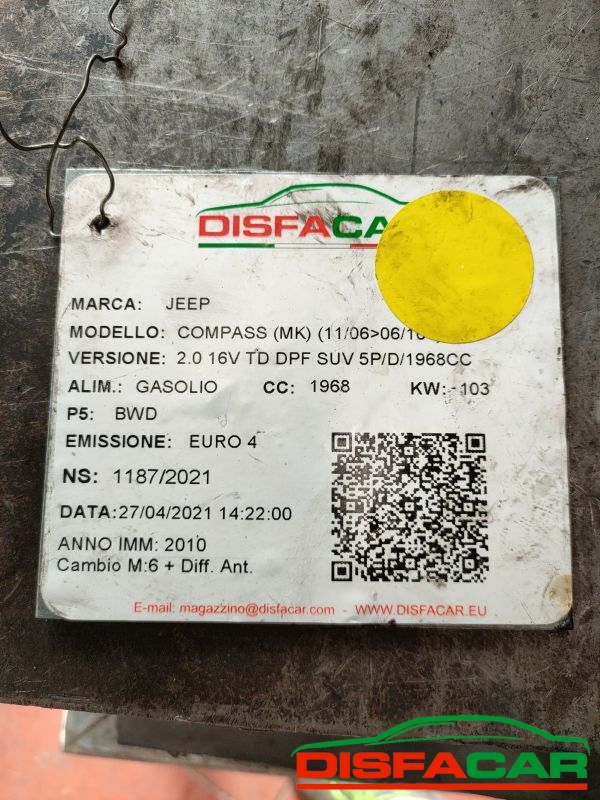 DISFACAR
MARCA: JEEP
MODELLO: COMPASS (MK) (11/06>06/10
VERSIONE: 2.0 16V TD DPF SUV 5P/D/1968CC
ALIM.: GASOLIO CC: 1968 KW: 103
P5: BWD
EMISSIONE: EURO 4
NS: 1187/2021
DATA:27/04/2021 14:22:00
ANNO IMM: 2010
Cambio M:6 + Diff. Ant.
E-mail: magazzino@disfacar.com - WWW.DISFACAR.EU
DISFACAR